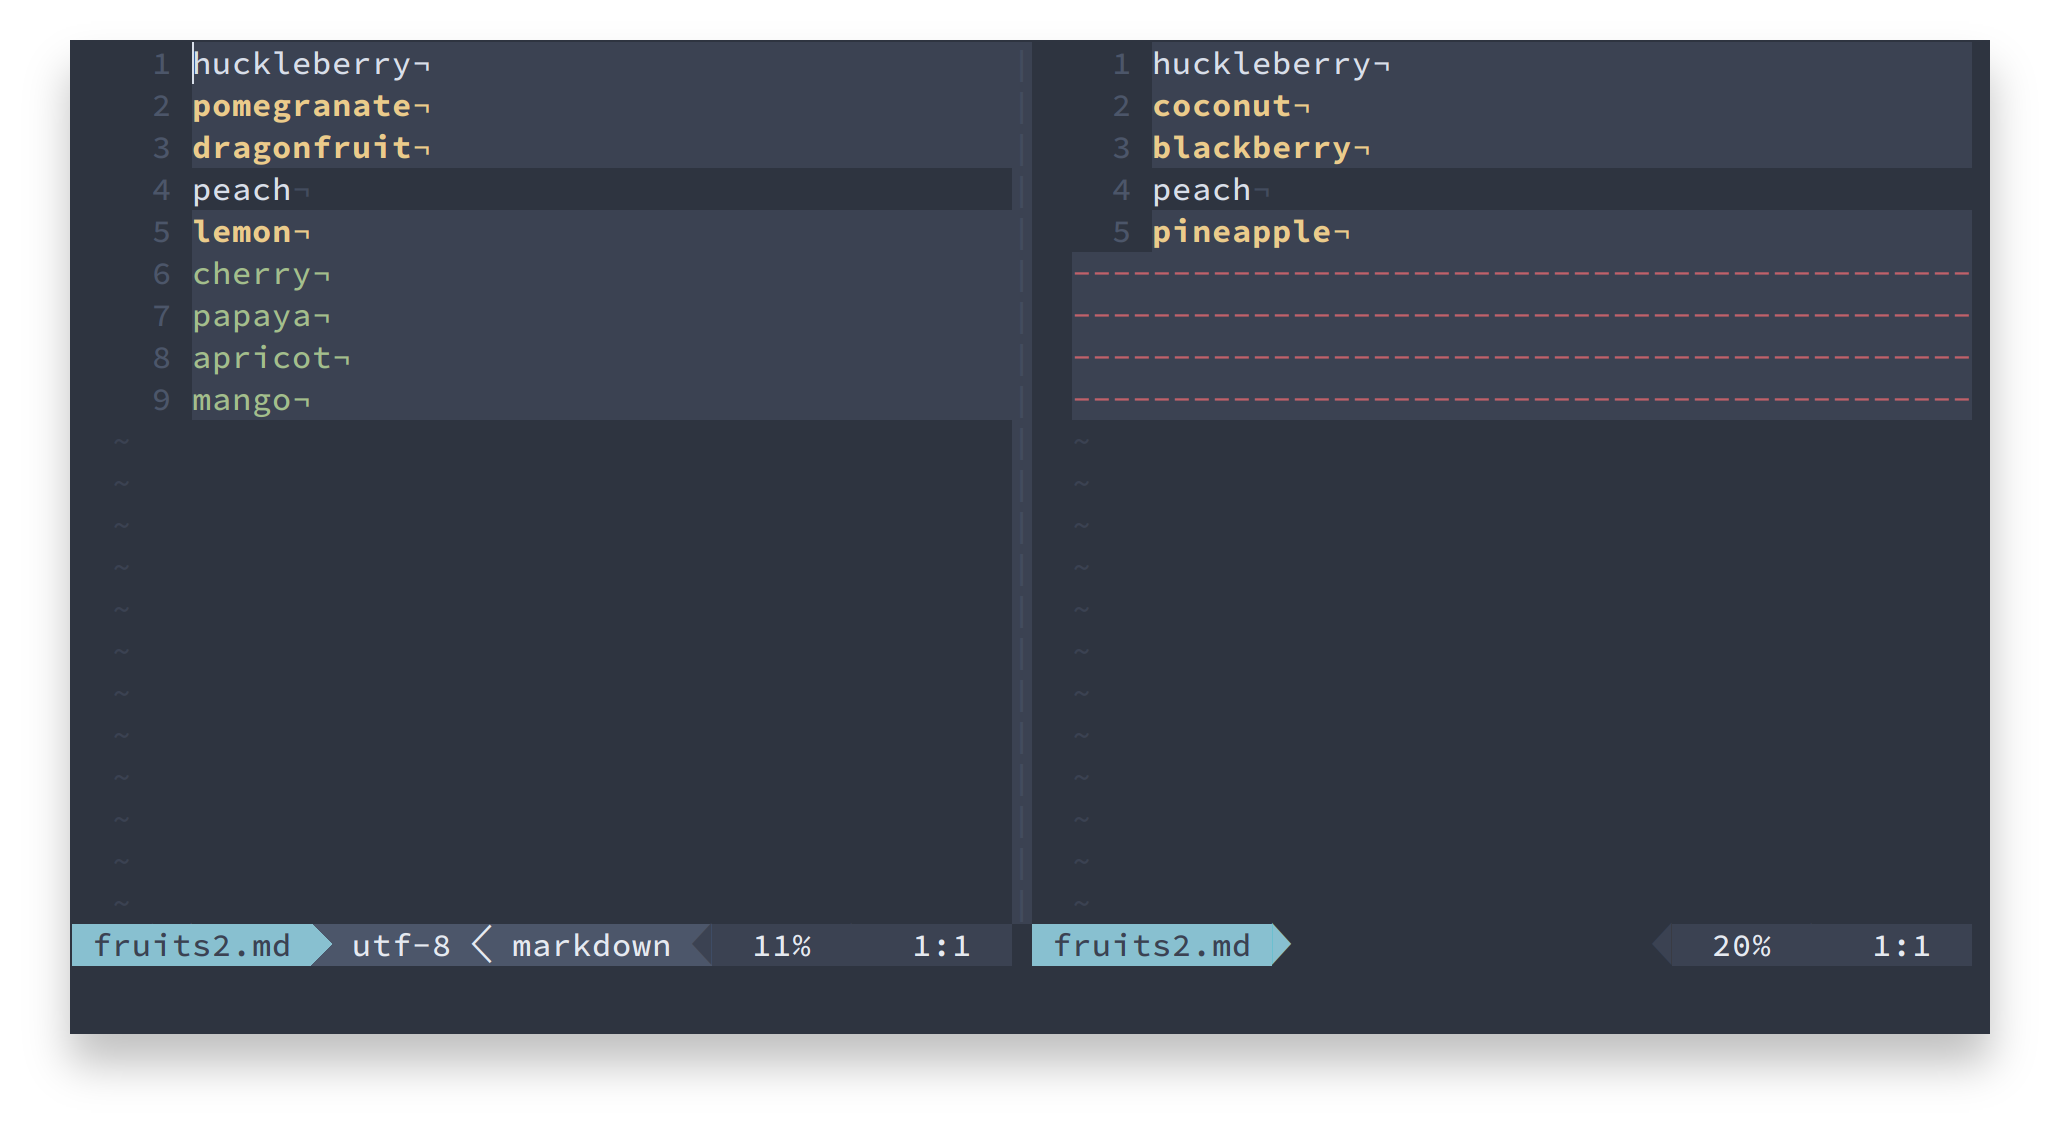 1 huckleberry¬
2 pomegranate¬
3 dragonfruit¬
4 peach¬
5 lemon¬
6 cherry¬
7 papaya¬
8 apricot¬
9 mango¬
~
~
~
~
~
~
~
~
~
~
~
~
fruits2.md utf-8 markdown 11% 1:1
1 huckleberry¬
2 coconut¬
3 blackberry¬
4 peach¬
5 pineapple¬
---------------------------------------------
---------------------------------------------
---------------------------------------------
---------------------------------------------
~
~
~
~
~
~
~
~
~
~
~
~
fruits2.md 20% 1:1